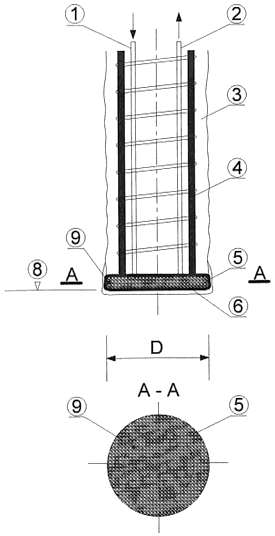 ① ②
③
④
⑨ ⑤
⑧ A A
⑥
D
A - A
⑨ ⑤